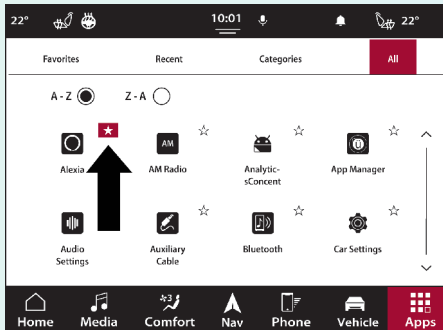 22° 10:01 22°
Favorites Recent Categories All
A - Z Z - A
AM
Alexia AM Radio Analytic- App Manager
sConcent
Audio Auxiliary Bluetooth Car Settings
Settings Cable
Home Media Comfort Nav Phone Vehicle Apps